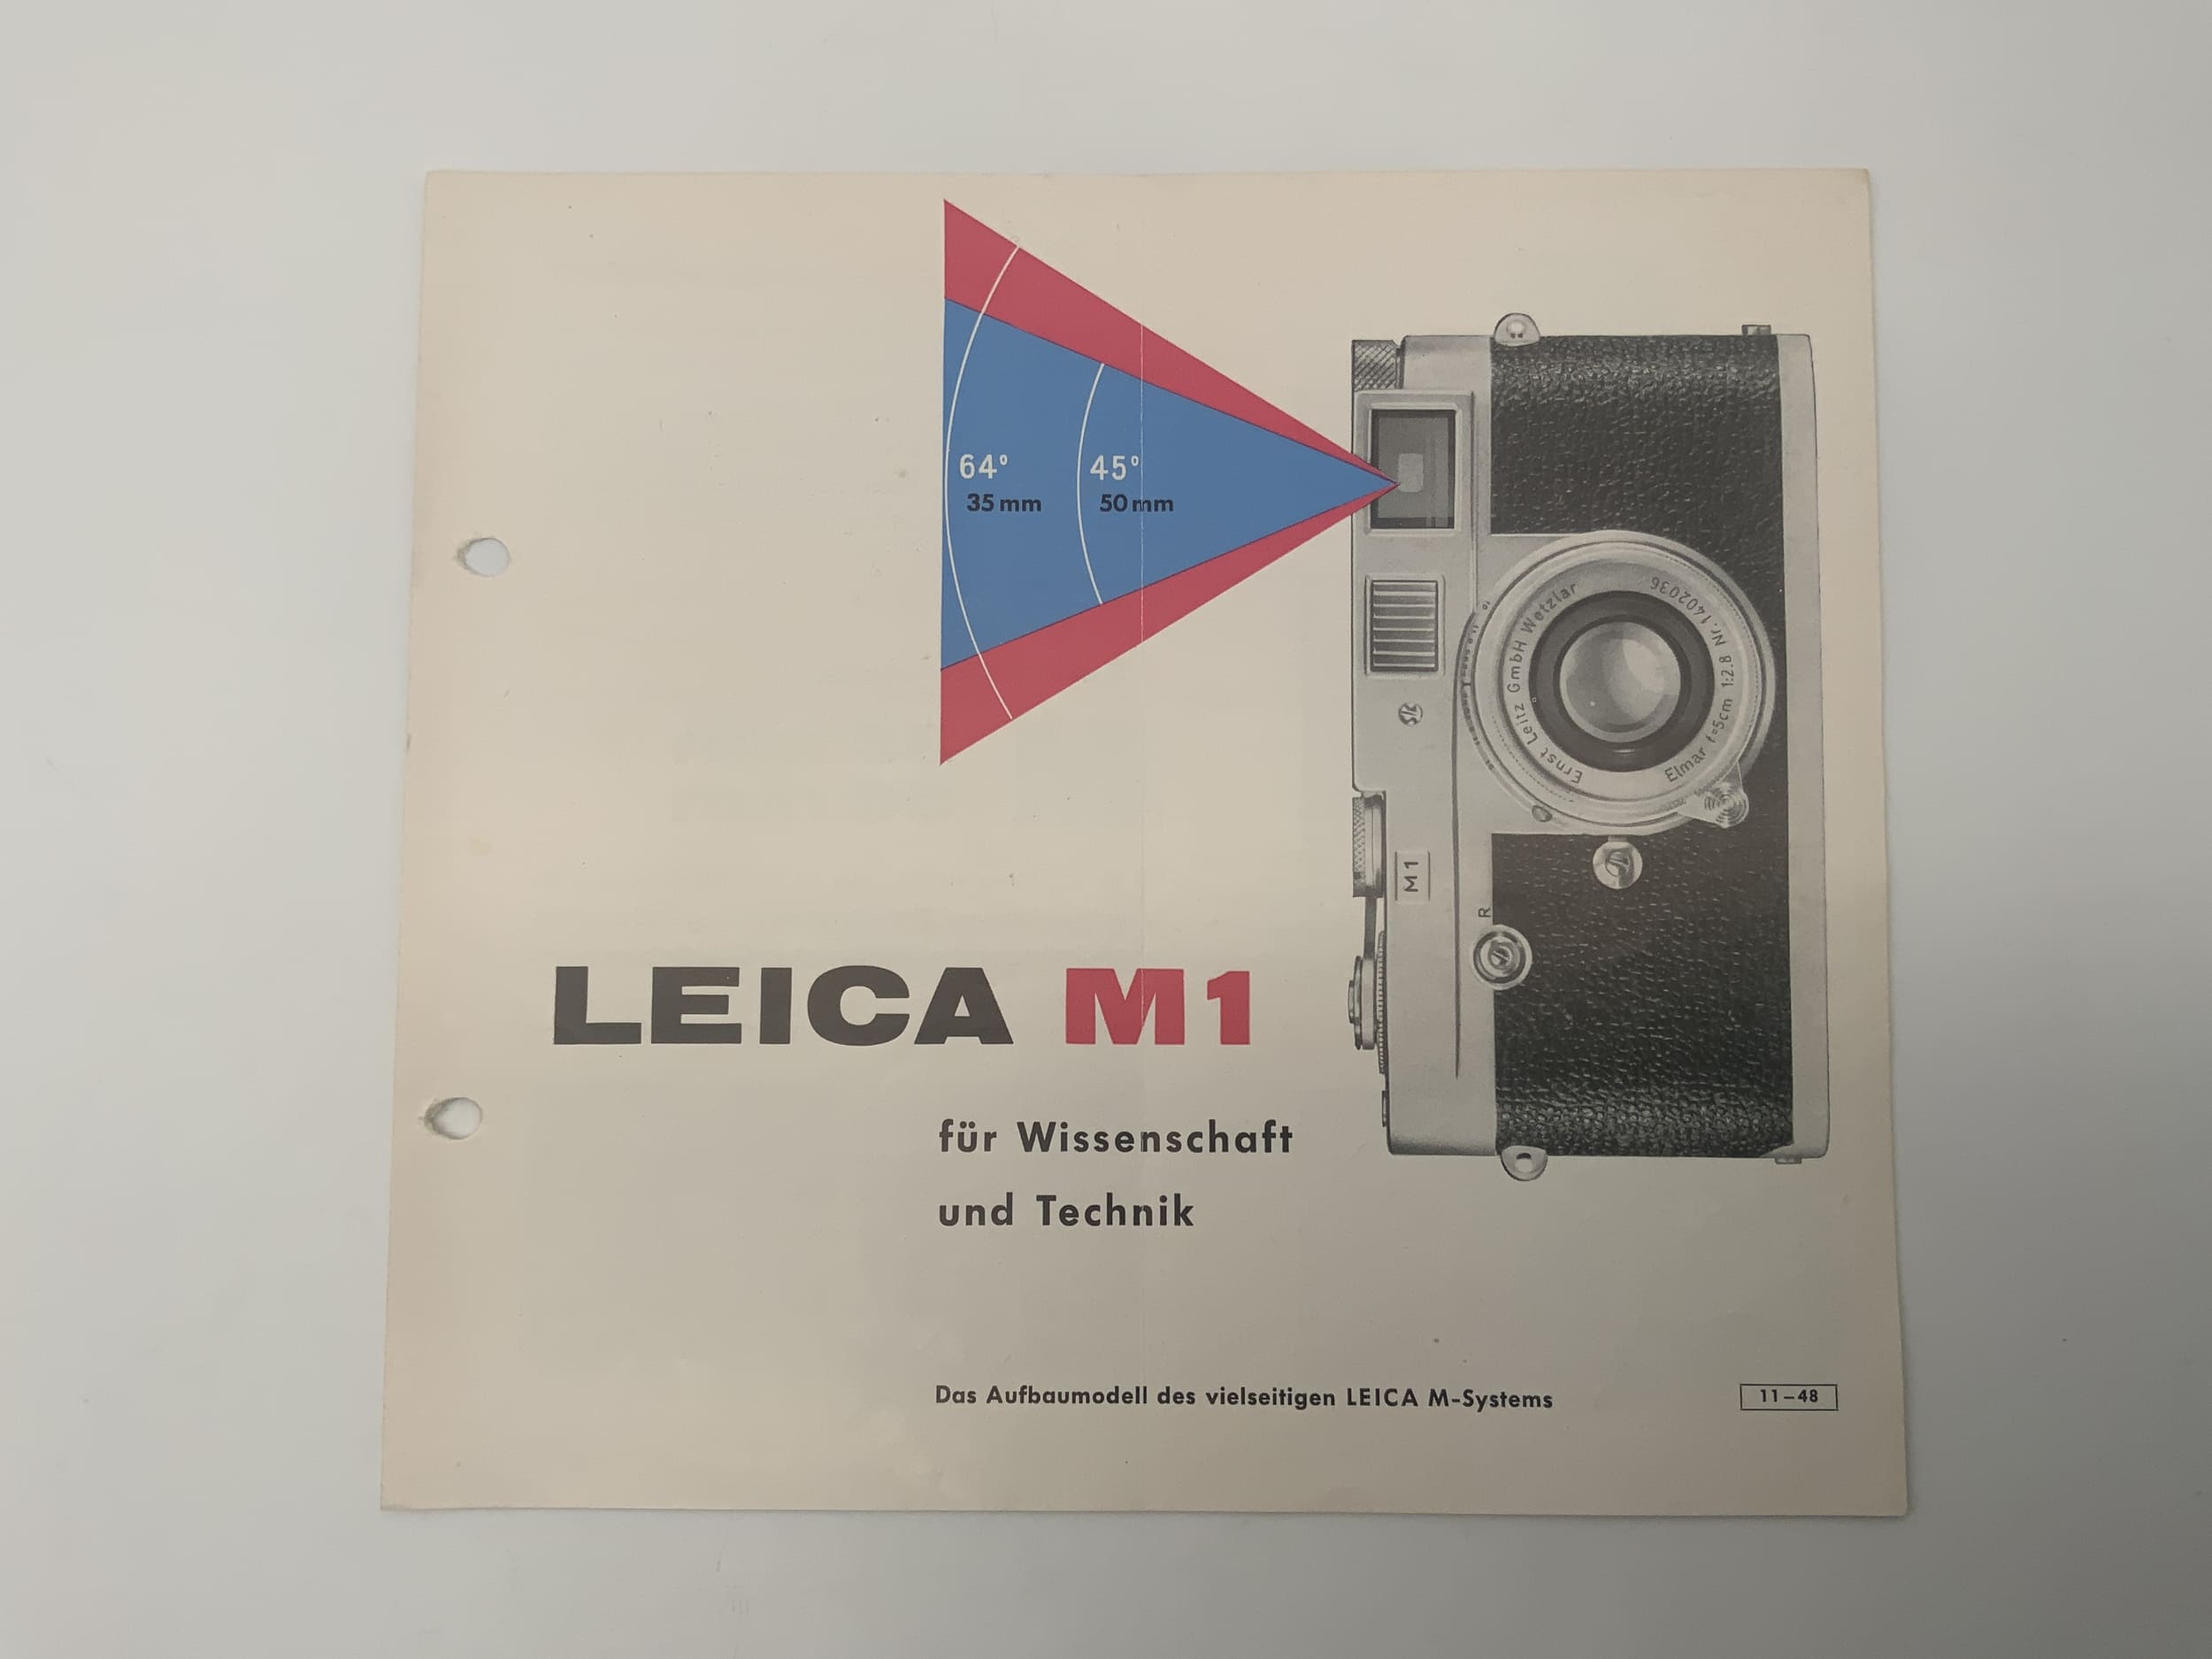 64°
35 mm
45°
50 mm
Ernst Leitz GmbH Wetzlar
Elmar f=5cm 1:2.8 Nr. 1402036
M1
R
LEICA M1
für Wissenschaft
und Technik
Das Aufbaumodell des vielseitigen LEICA M-Systems
11–48